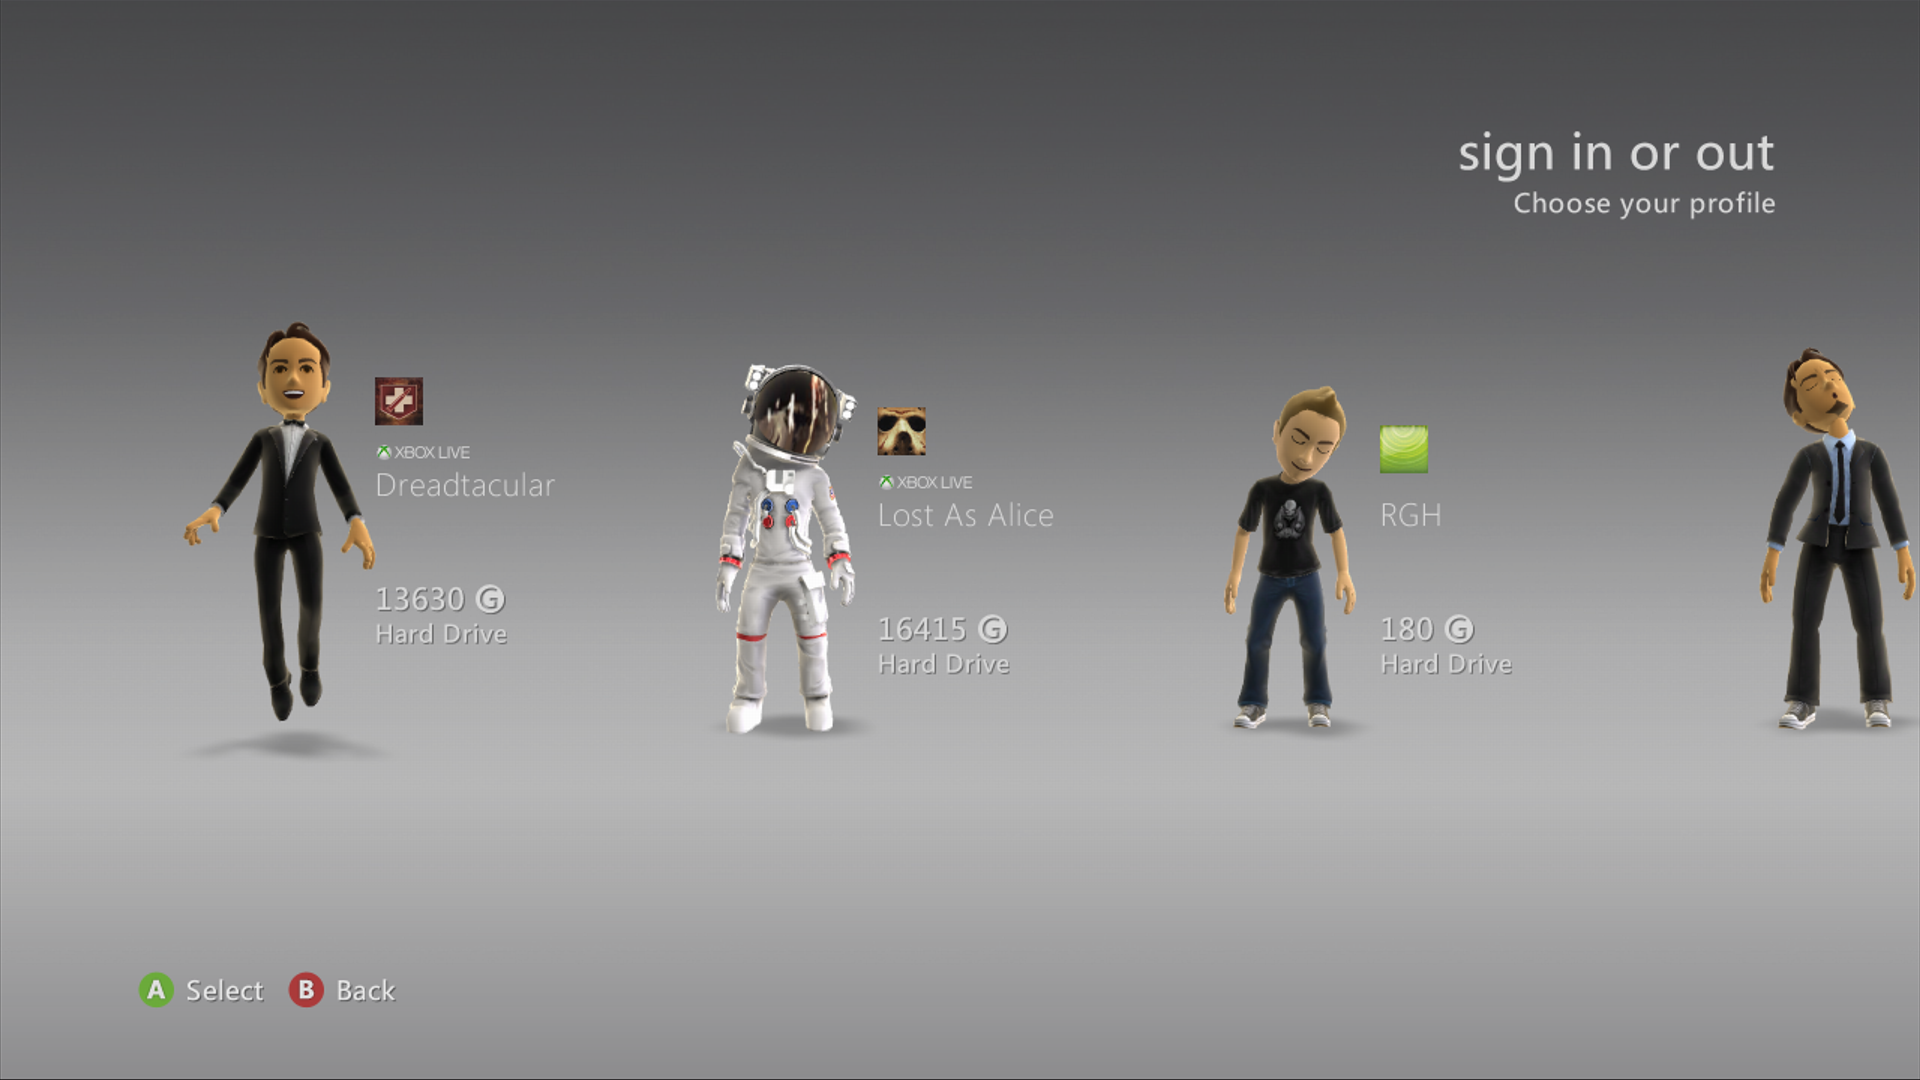 sign in or out
Choose your profile
XBOX LIVE
Dreadtacular
13630 G
Hard Drive
XBOX LIVE
Lost As Alice
16415 G
Hard Drive
RGH
180 G
Hard Drive
A Select B Back